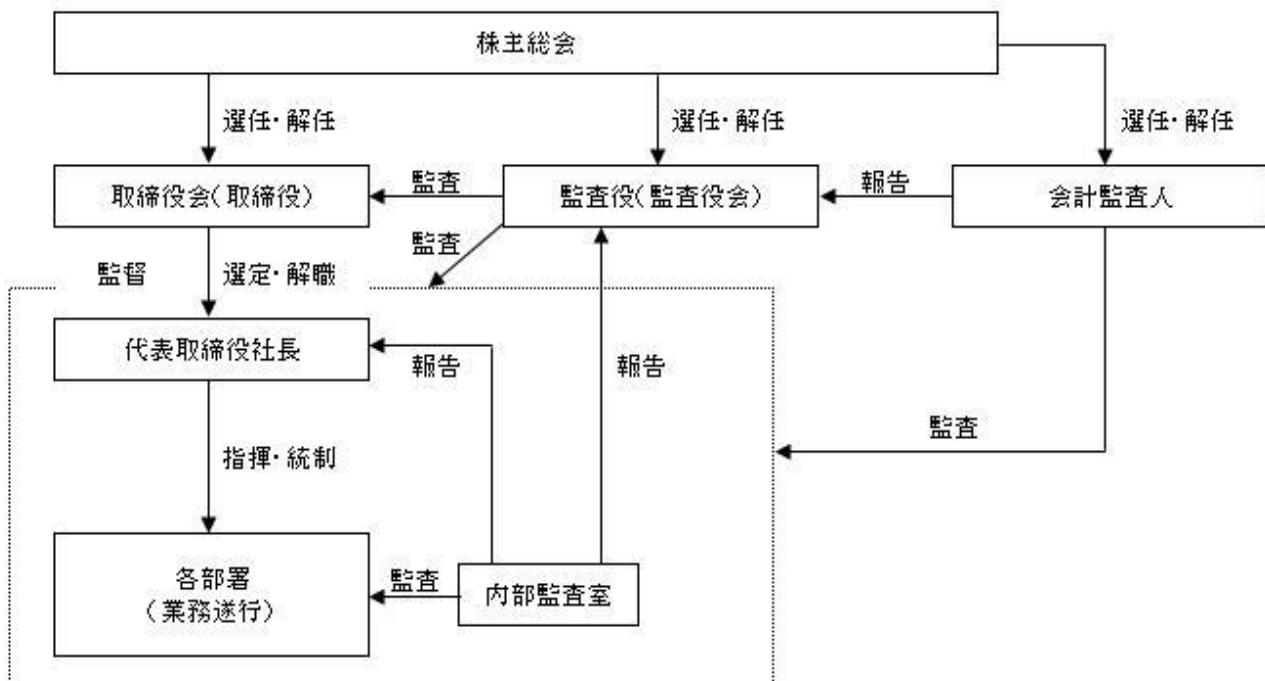 株主総会
選任・解任
選任・解任
選任・解任
取締役会(取締役)
監査
監査役(監査役会)
報告
会計監査人
監査
監督
選定・解職
代表取締役社長
報告
報告
監査
指揮・統制
各部署
(業務遂行)
監査
内部監査室